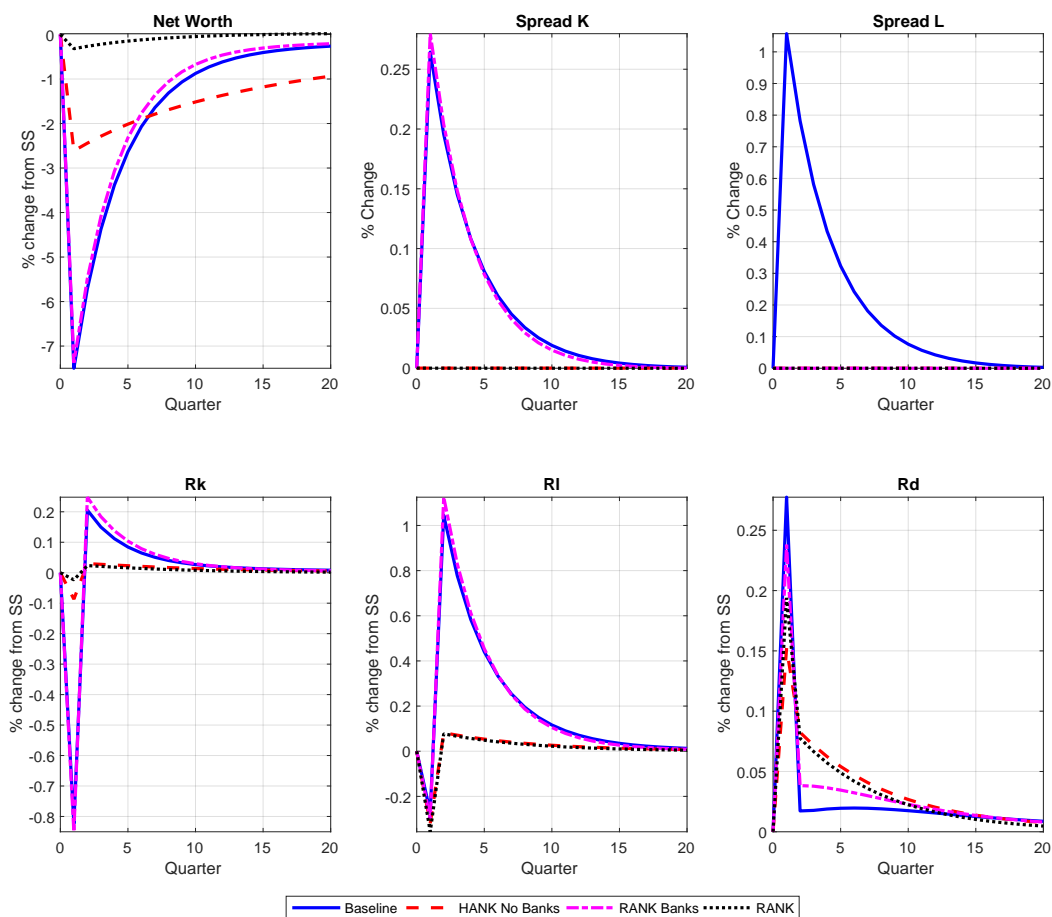 Net Worth
% change from SS
0
-1
-2
-3
-4
-5
-6
-7
0 5 10 15 20
Quarter
Spread K
% Change
0.25
0.2
0.15
0.1
0.05
0
0 5 10 15 20
Quarter
Spread L
% Change
1
0.9
0.8
0.7
0.6
0.5
0.4
0.3
0.2
0.1
0
0 5 10 15 20
Quarter
Rk
% change from SS
0.2
0.1
0
-0.1
-0.2
-0.3
-0.4
-0.5
-0.6
-0.7
-0.8
0 5 10 15 20
Quarter
Rl
% change from SS
1
0.8
0.6
0.4
0.2
0
-0.2
0 5 10 15 20
Quarter
Rd
% change from SS
0.25
0.2
0.15
0.1
0.05
0
0 5 10 15 20
Quarter
Baseline HANK No Banks RANK Banks RANK